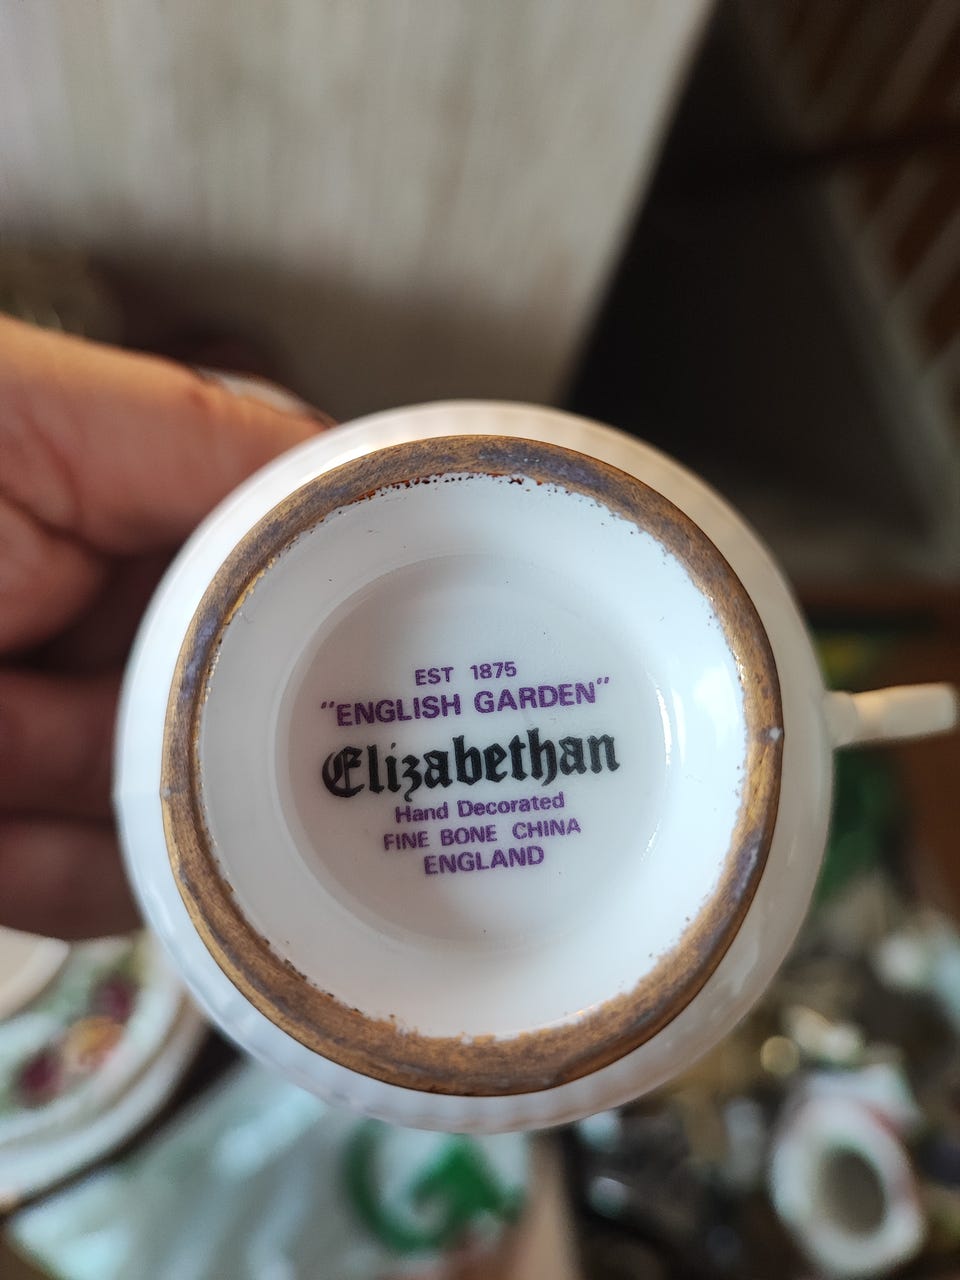 EST 1875
"ENGLISH GARDEN"
Elizabethan
Hand Decorated
FINE BONE CHINA
ENGLAND